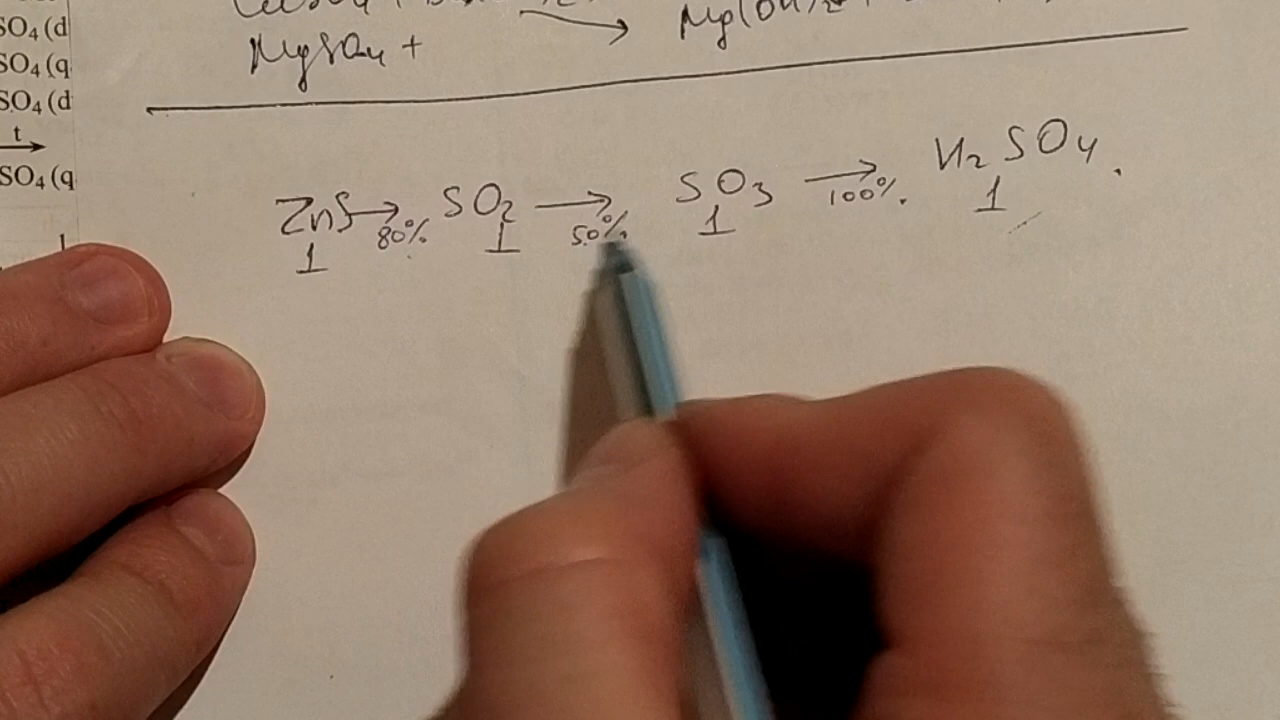 SO₄(d
SO₄(q
SO₄(d
t
→
SO₄(q
MgSO₄ +
→ Mg(OH)₂
ZnS → SO₂ → SO₃ → H₂SO₄.
80% 50% 100%.
1 1 1 1